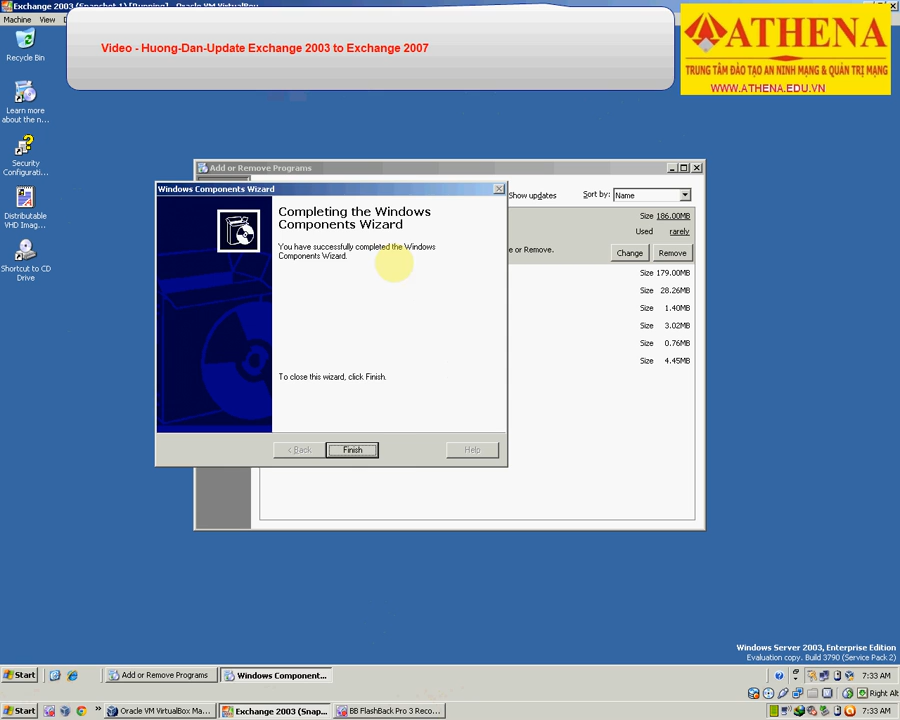 Exchange 2003 (Snapshot 1) [Running] - Oracle VM VirtualBox
Machine View
Video - Huong-Dan-Update Exchange 2003 to Exchange 2007
ATHENA
TRUNG TÂM ĐÀO TẠO AN NINH MẠNG & QUẢN TRỊ MẠNG
WWW.ATHENA.EDU.VN
Recycle Bin
Learn more
about the n...
Security
Configurati...
Distributable
VHD Imag...
Shortcut to CD
Drive
Add or Remove Programs
Show updates
Sort by: Name
Size 186.00MB
Used rarely
e or Remove.
Change Remove
Size 179.00MB
Size 28.26MB
Size 1.40MB
Size 3.02MB
Size 0.76MB
Size 4.45MB
Windows Components Wizard
Completing the Windows
Components Wizard
You have successfully completed the Windows
Components Wizard.
To close this wizard, click Finish.
< Back Finish Help
Windows Server 2003, Enterprise Edition
Evaluation copy. Build 3790 (Service Pack 2)
Start Add or Remove Programs Windows Component... 7:33 AM
Right Alt
Start Oracle VM VirtualBox Ma... Exchange 2003 (Snap... BB FlashBack Pro 3 Reco... 7:33 AM